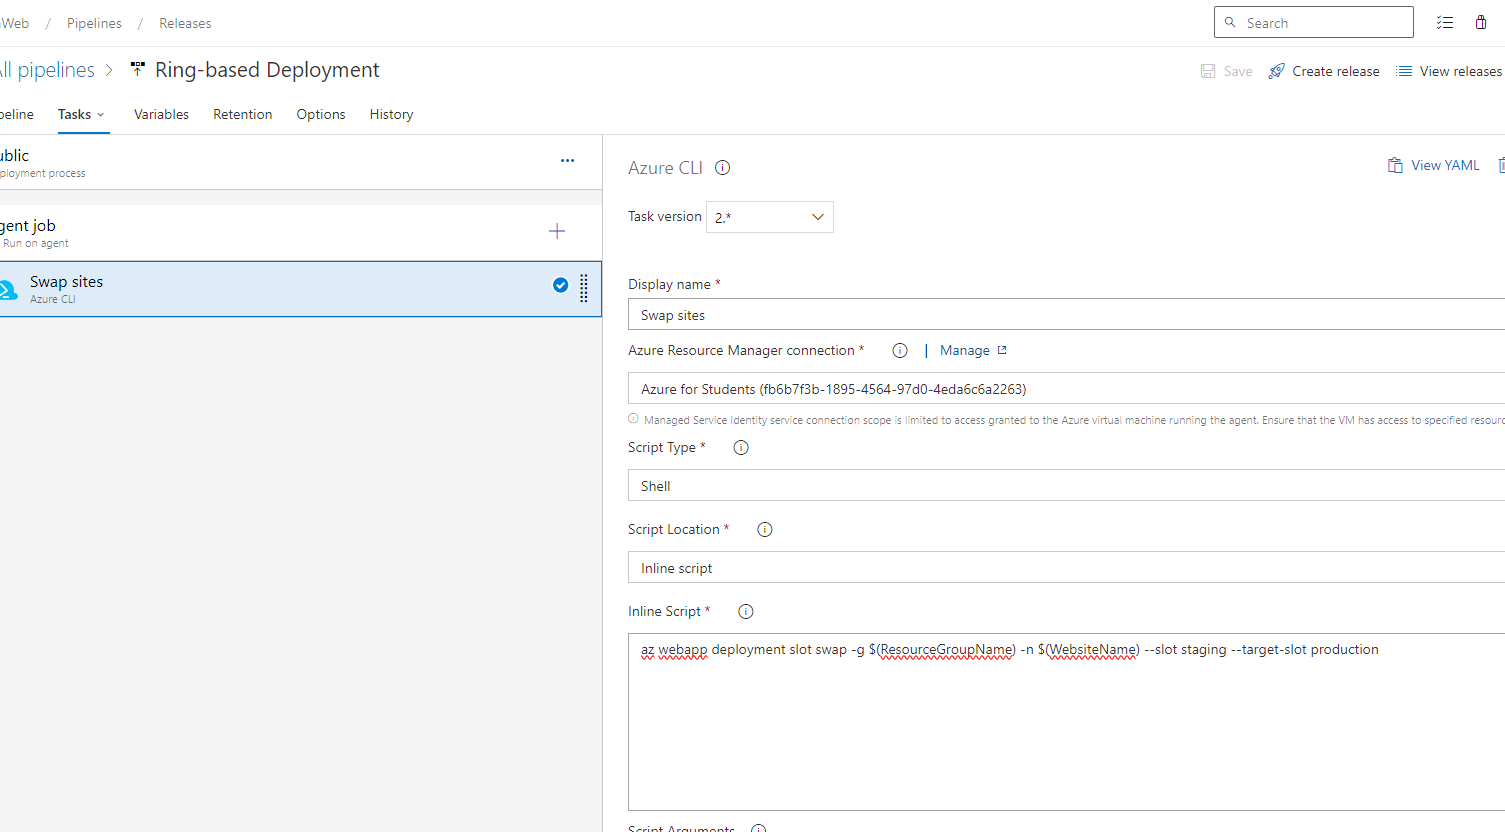 Web / Pipelines / Releases
Search
ll pipelines > Ring-based Deployment
Save Create release View releases
peline Tasks Variables Retention Options History
ublic
ployment process
gent job
Run on agent
Swap sites
Azure CLI
Azure CLI
View YAML
Task version 2.*
Display name *
Swap sites
Azure Resource Manager connection * | Manage
Azure for Students (fb6b7f3b-1895-4564-97d0-4eda6c6a2263)
Managed Service Identity service connection scope is limited to access granted to the Azure virtual machine running the agent. Ensure that the VM has access to specified resourc
Script Type *
Shell
Script Location *
Inline script
Inline Script *
az webapp deployment slot swap -g $(ResourceGroupName) -n $(WebsiteName) --slot staging --target-slot production
Script Arguments